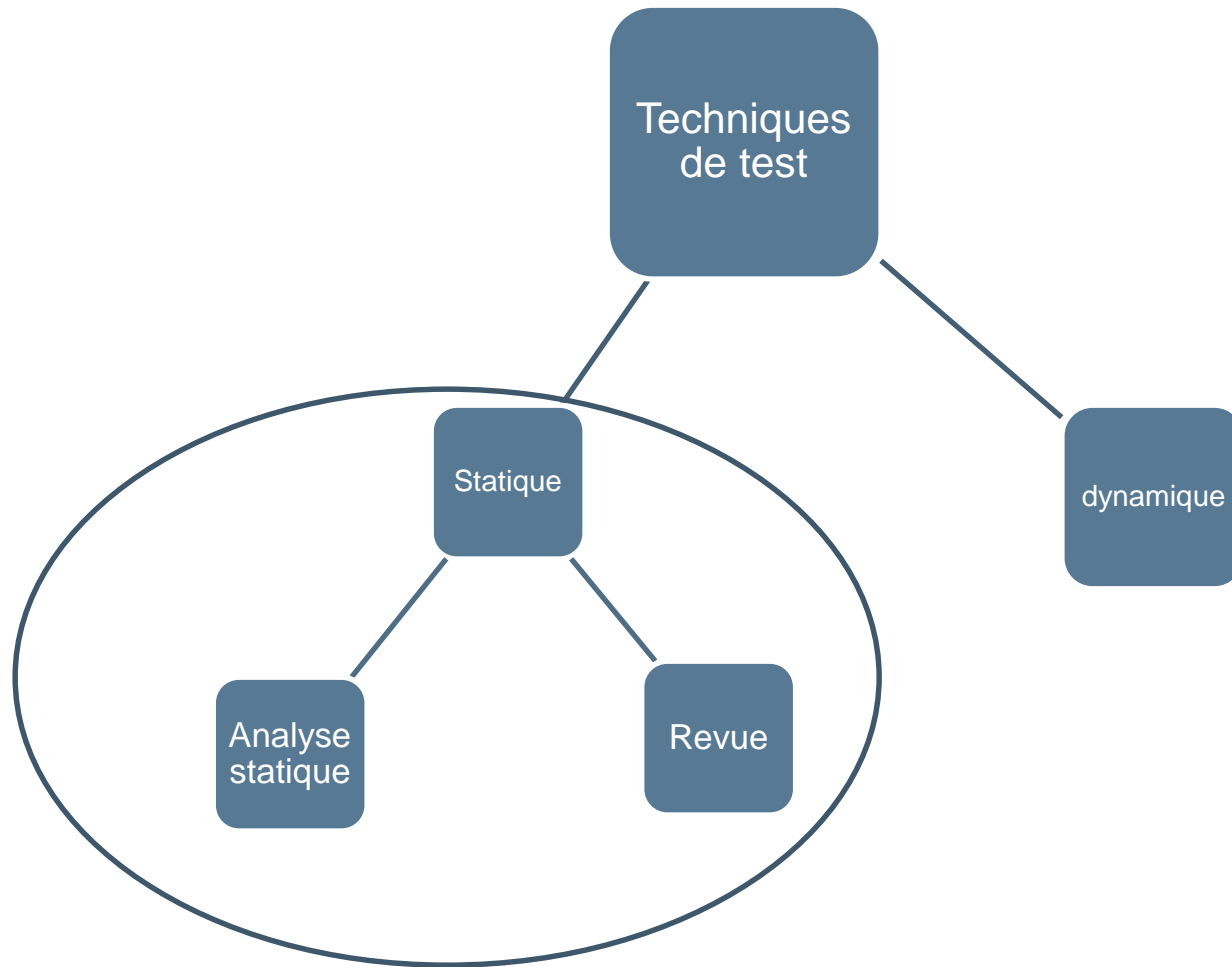 Techniques
de test
Statique
dynamique
Analyse
statique
Revue